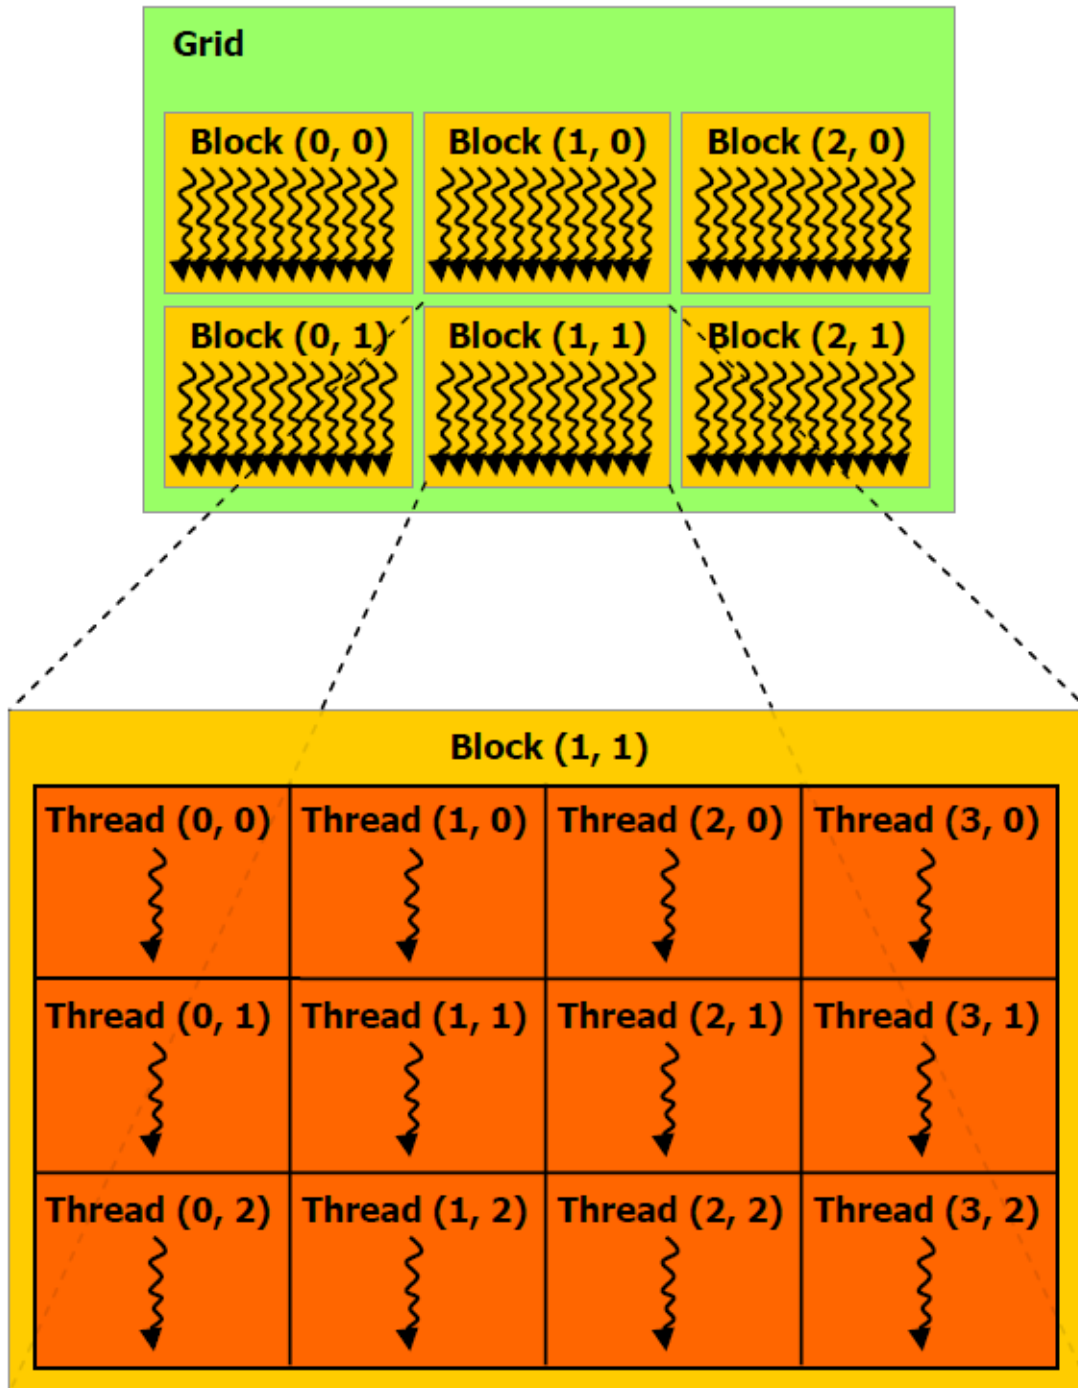 Grid
Block (0, 0) Block (1, 0) Block (2, 0)
Block (0, 1) Block (1, 1) Block (2, 1)
Block (1, 1)
Thread (0, 0) Thread (1, 0) Thread (2, 0) Thread (3, 0)
Thread (0, 1) Thread (1, 1) Thread (2, 1) Thread (3, 1)
Thread (0, 2) Thread (1, 2) Thread (2, 2) Thread (3, 2)